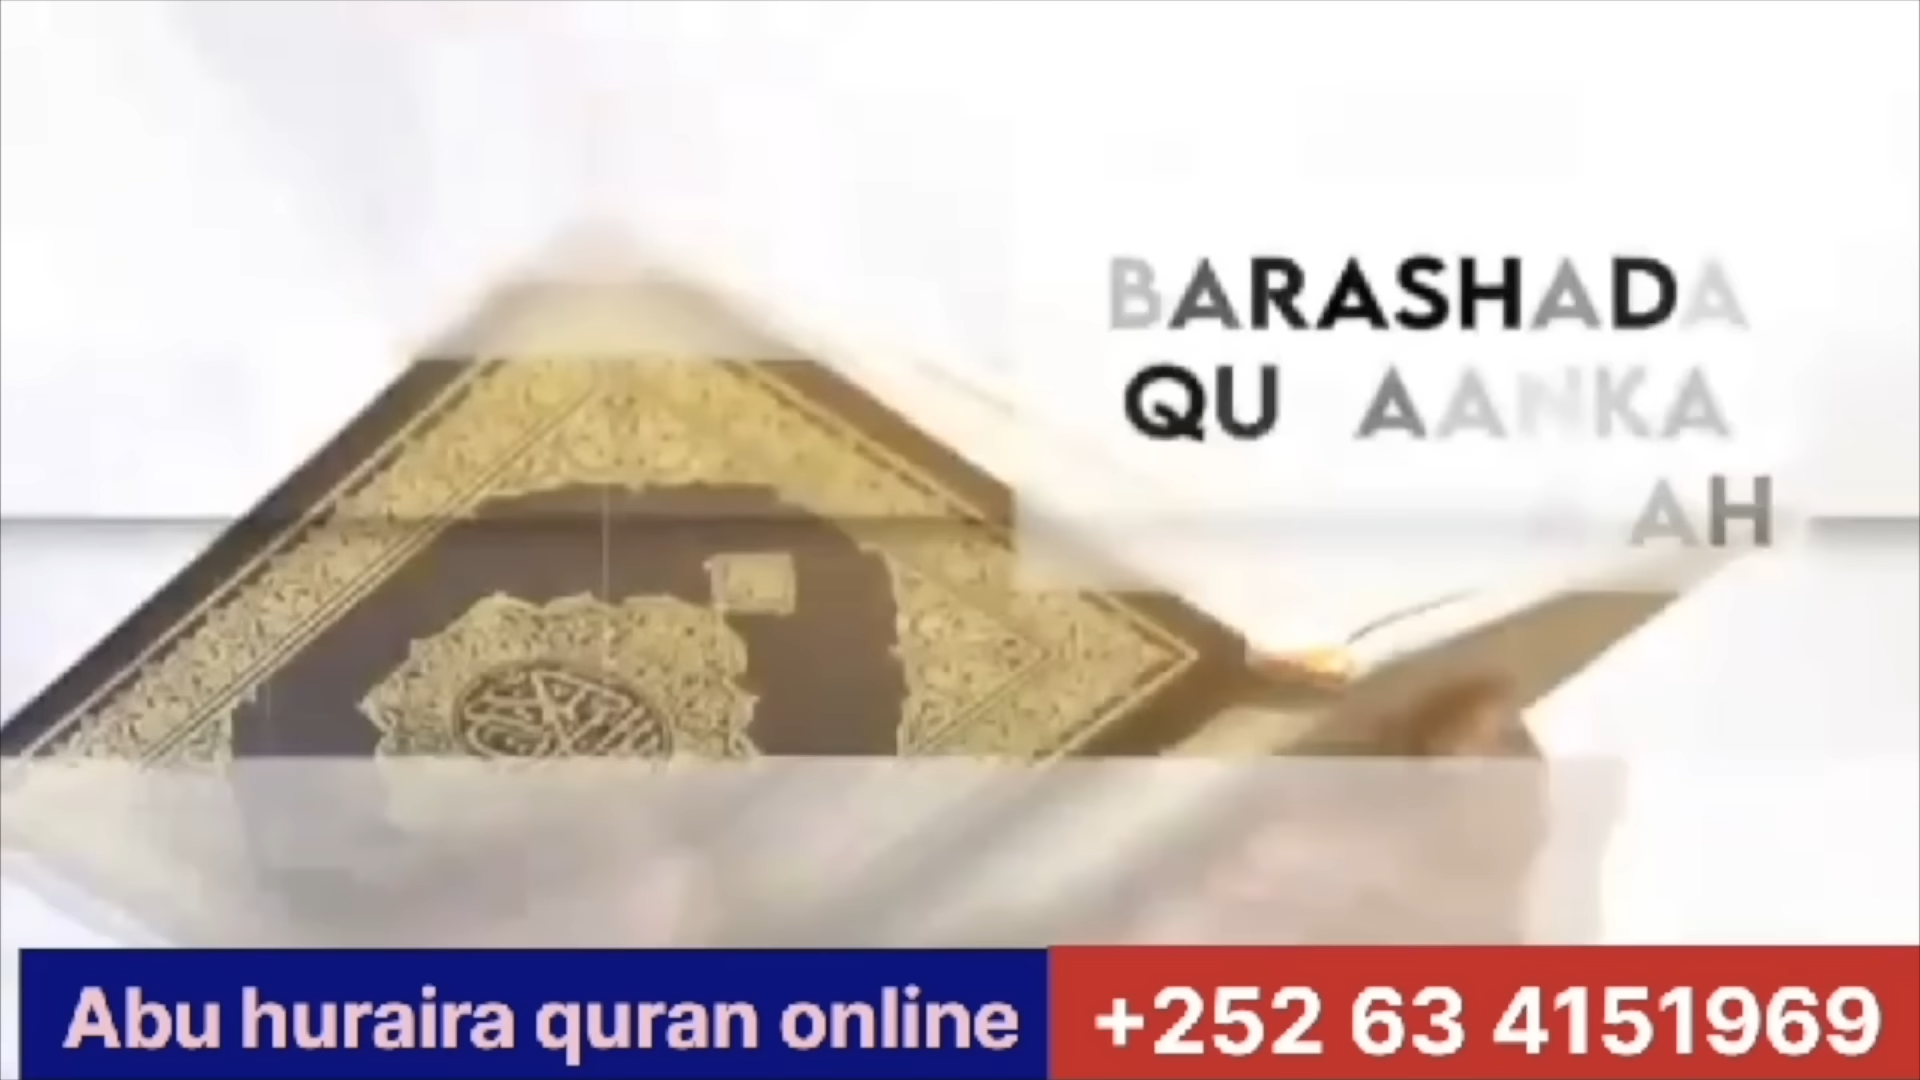 BARASHADA
QU AANKA
AH
Abu huraira quran online
+252 63 4151969